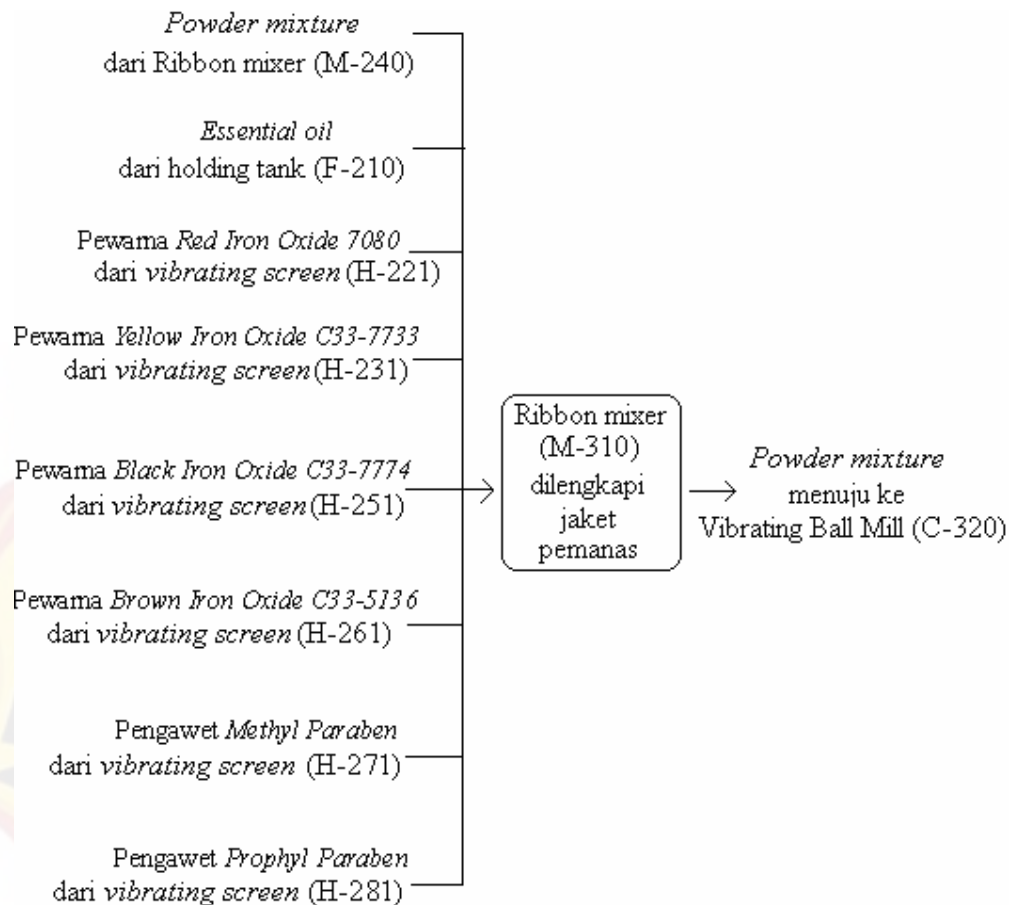 Powder mixture
dari Ribbon mixer (M-240)
Essential oil
dari holding tank (F-210)
Pewarna Red Iron Oxide 7080
dari vibrating screen (H-221)
Pewarna Yellow Iron Oxide C33-7733
dari vibrating screen (H-231)
Pewarna Black Iron Oxide C33-7774
dari vibrating screen (H-251)
Pewarna Brown Iron Oxide C33-5136
dari vibrating screen (H-261)
Pengawet Methyl Paraben
dari vibrating screen (H-271)
Pengawet Prophyl Paraben
dari vibrating screen (H-281)
Ribbon mixer
(M-310)
dilengkapi
jaket
pemanas
Powder mixture
menuju ke
Vibrating Ball Mill (C-320)